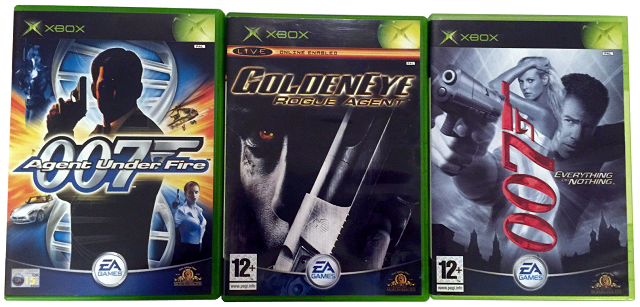 XBOX
PAL
007
Agent Under Fire
EA
GAMES
XBOX
PAL
LIVE ONLINE ENABLED
GOLDENEYE
ROGUE AGENT
12+
www.pegi.info
EA
GAMES
XBOX
PAL
007
EVERYTHING
OR NOTHING
12+
www.pegi.info
EA
GAMES